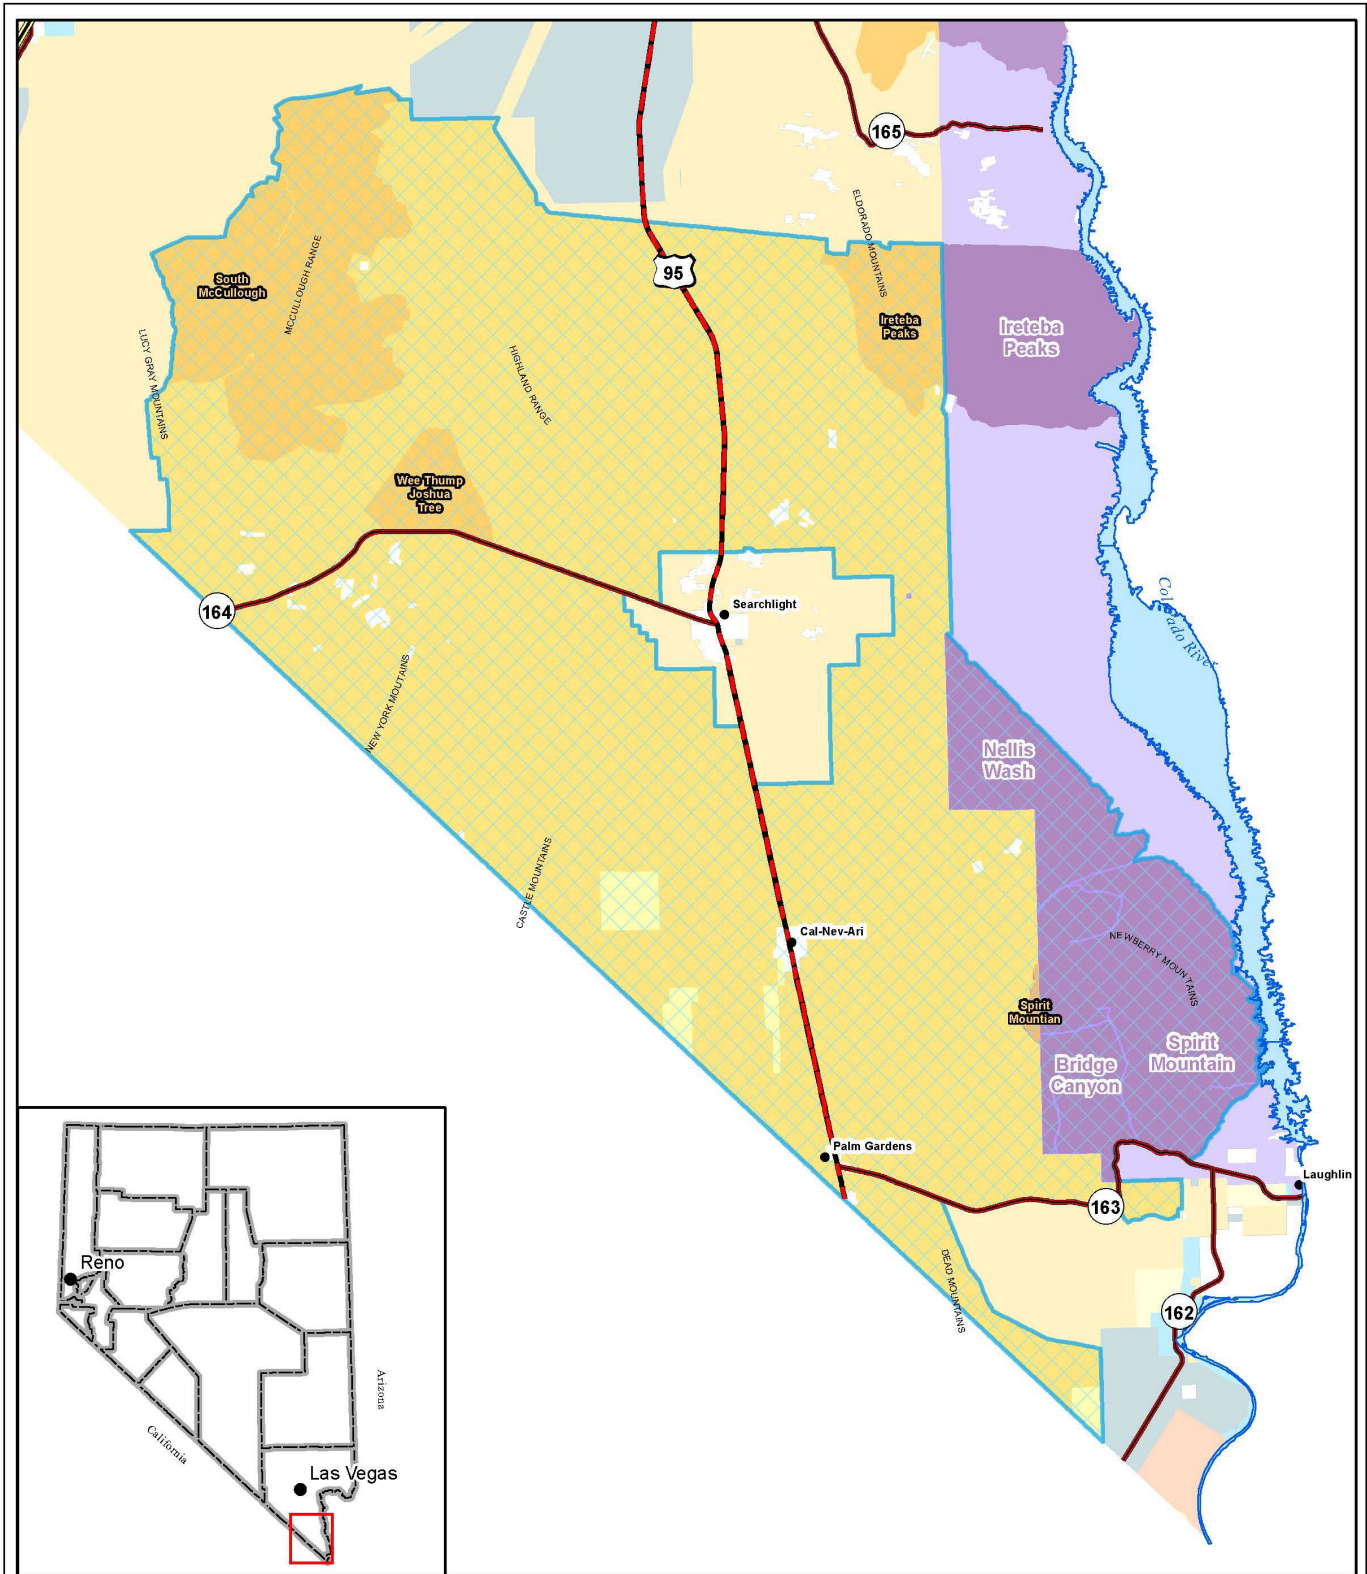 165
95
ELDORADO MOUNTAINS
MCCULLOUGH RANGE
South
McCullough
Ireteba
Peaks
Ireteba
Peaks
LUCY GRAY MOUNTAINS
HIGHLAND RANGE
Wee Thump
Joshua
Tree
164
Searchlight
Colorado River
NEW YORK MOUTAINS
Nellis
Wash
CASTLE MOUNTAINS
Cal-Nev-Ari
NEWBERRY MOUNTAINS
Spirit
Mountian
Spirit
Mountain
Bridge
Canyon
Palm Gardens
Laughlin
163
DEAD MOUNTAINS
162
Reno
Arizona
California
Las Vegas